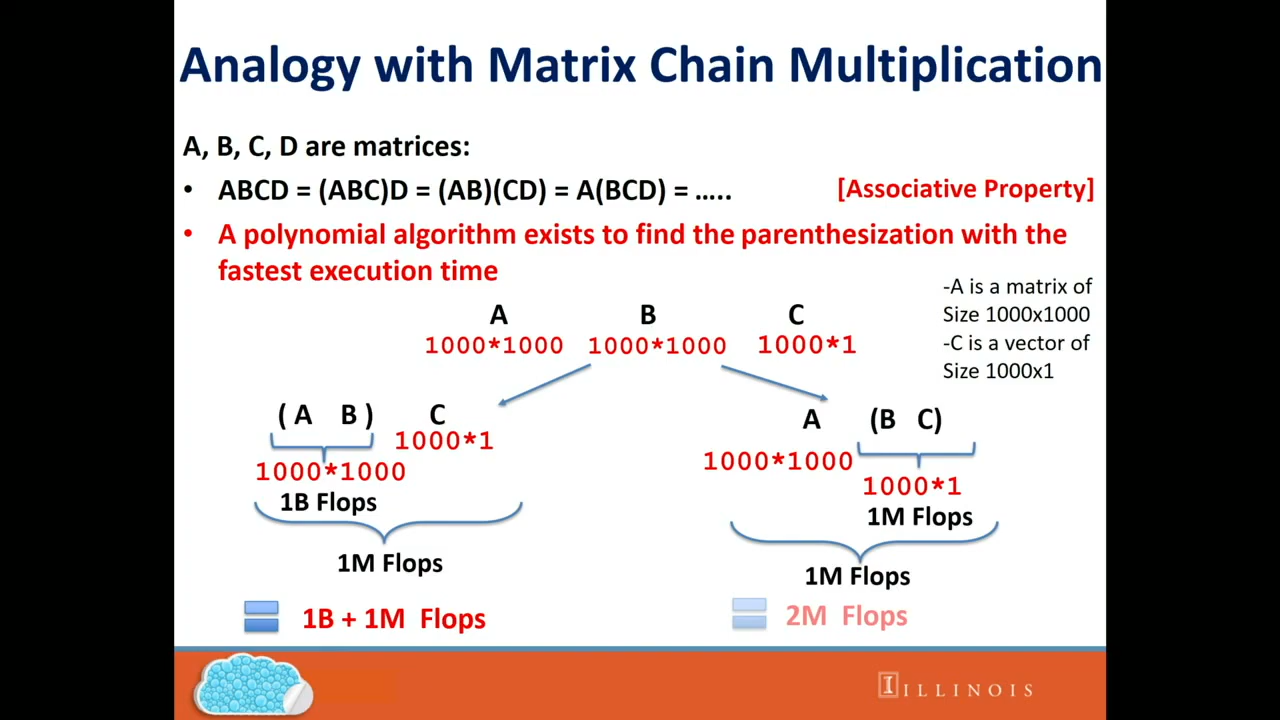 Analogy with Matrix Chain Multiplication
A, B, C, D are matrices:
• ABCD = (ABC)D = (AB)(CD) = A(BCD) = ….. [Associative Property]
• A polynomial algorithm exists to find the parenthesization with the
fastest execution time
-A is a matrix of
Size 1000x1000
-C is a vector of
Size 1000x1
A B C
1000*1000 1000*1000 1000*1
( A B ) C
1000*1
1000*1000
1B Flops
1M Flops
1B + 1M Flops
A (B C)
1000*1000
1000*1
1M Flops
1M Flops
2M Flops
I ILLINOIS